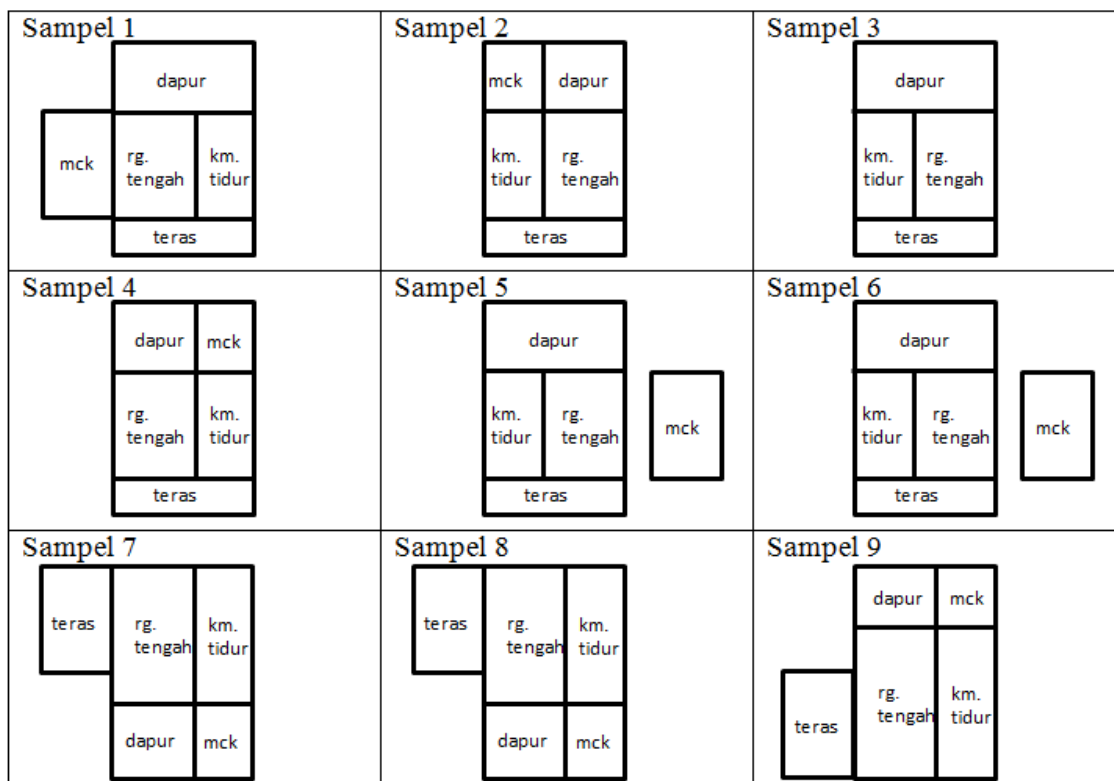 Sampel 1
dapur
mck
rg.
tengah
km.
tidur
teras
Sampel 2
mck
dapur
km.
tidur
rg.
tengah
teras
Sampel 3
dapur
km.
tidur
rg.
tengah
teras
Sampel 4
dapur
mck
rg.
tengah
km.
tidur
teras
Sampel 5
dapur
km.
tidur
rg.
tengah
mck
teras
Sampel 6
dapur
km.
tidur
rg.
tengah
mck
teras
Sampel 7
teras
rg.
tengah
km.
tidur
dapur
mck
Sampel 8
teras
rg.
tengah
km.
tidur
dapur
mck
Sampel 9
dapur
mck
rg.
tengah
km.
tidur
teras